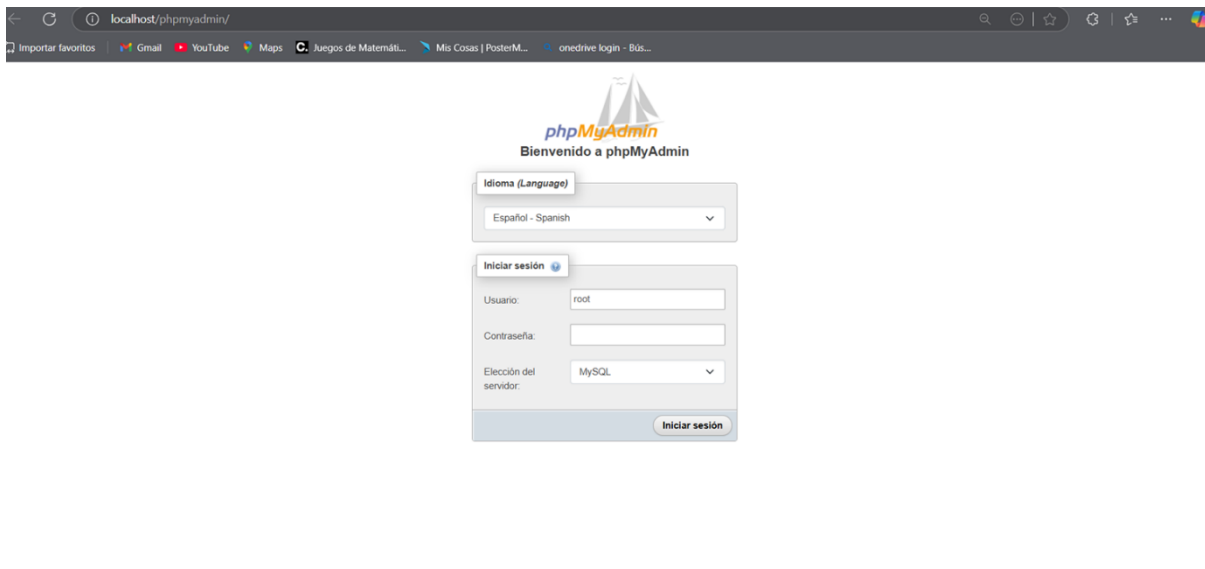 localhost/phpmyadmin/
Importar favoritos Gmail YouTube Maps C. Juegos de Matemáti... Mis Cosas | PosterM... onedrive login - Bús...
phpMyAdmin
Bienvenido a phpMyAdmin
Idioma (Language)
Español - Spanish
Iniciar sesión
Usuario: root
Contraseña:
Elección del MySQL
servidor:
Iniciar sesión